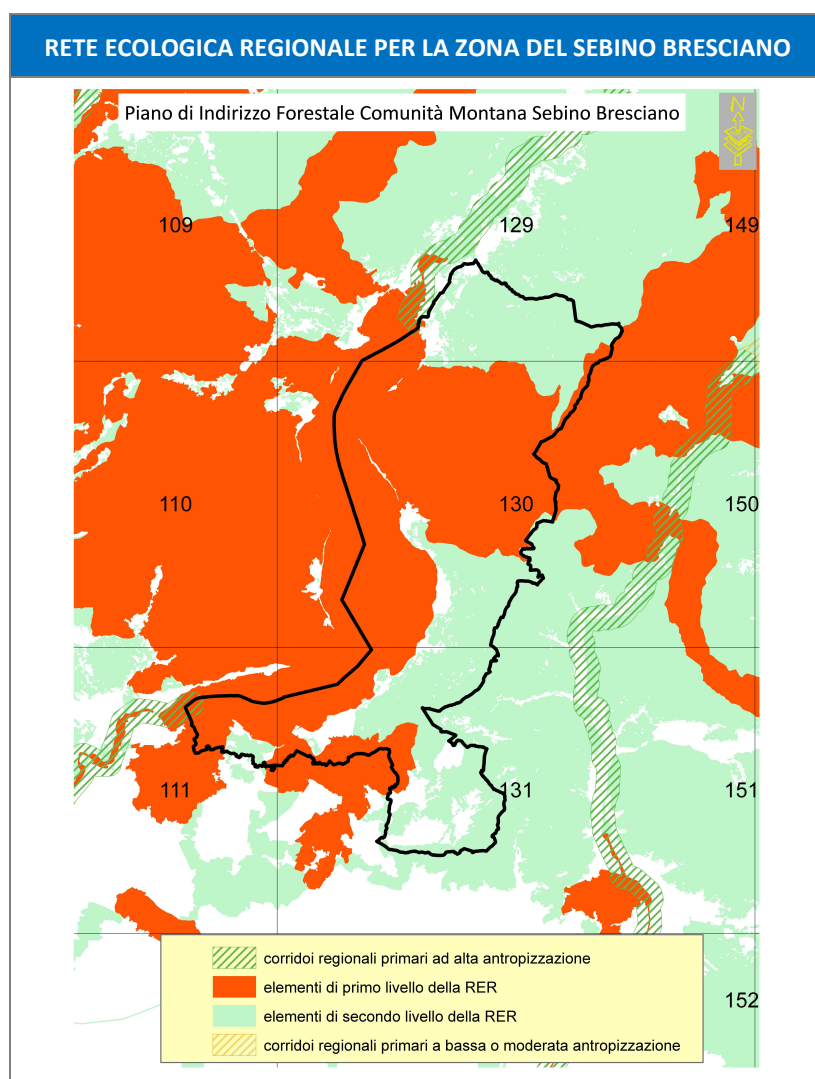 RETE ECOLOGICA REGIONALE PER LA ZONA DEL SEBINO BRESCIANO
Piano di Indirizzo Forestale Comunità Montana Sebino Bresciano
N
109
129
149
110
130
150
111
131
151
152
corridoi regionali primari ad alta antropizzazione
elementi di primo livello della RER
elementi di secondo livello della RER
corridoi regionali primari a bassa o moderata antropizzazione